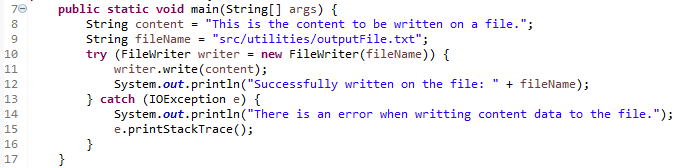 7 public static void main(String[] args) {
8 String content = "This is the content to be written on a file.";
9 String fileName = "src/utilities/outputFile.txt";
10 try (FileWriter writer = new FileWriter(fileName)) {
11 writer.write(content);
12 System.out.println("Successfully written on the file: " + fileName);
13 } catch (IOException e) {
14 System.out.println("There is an error when writting content data to the file.");
15 e.printStackTrace();
16 }
17 }